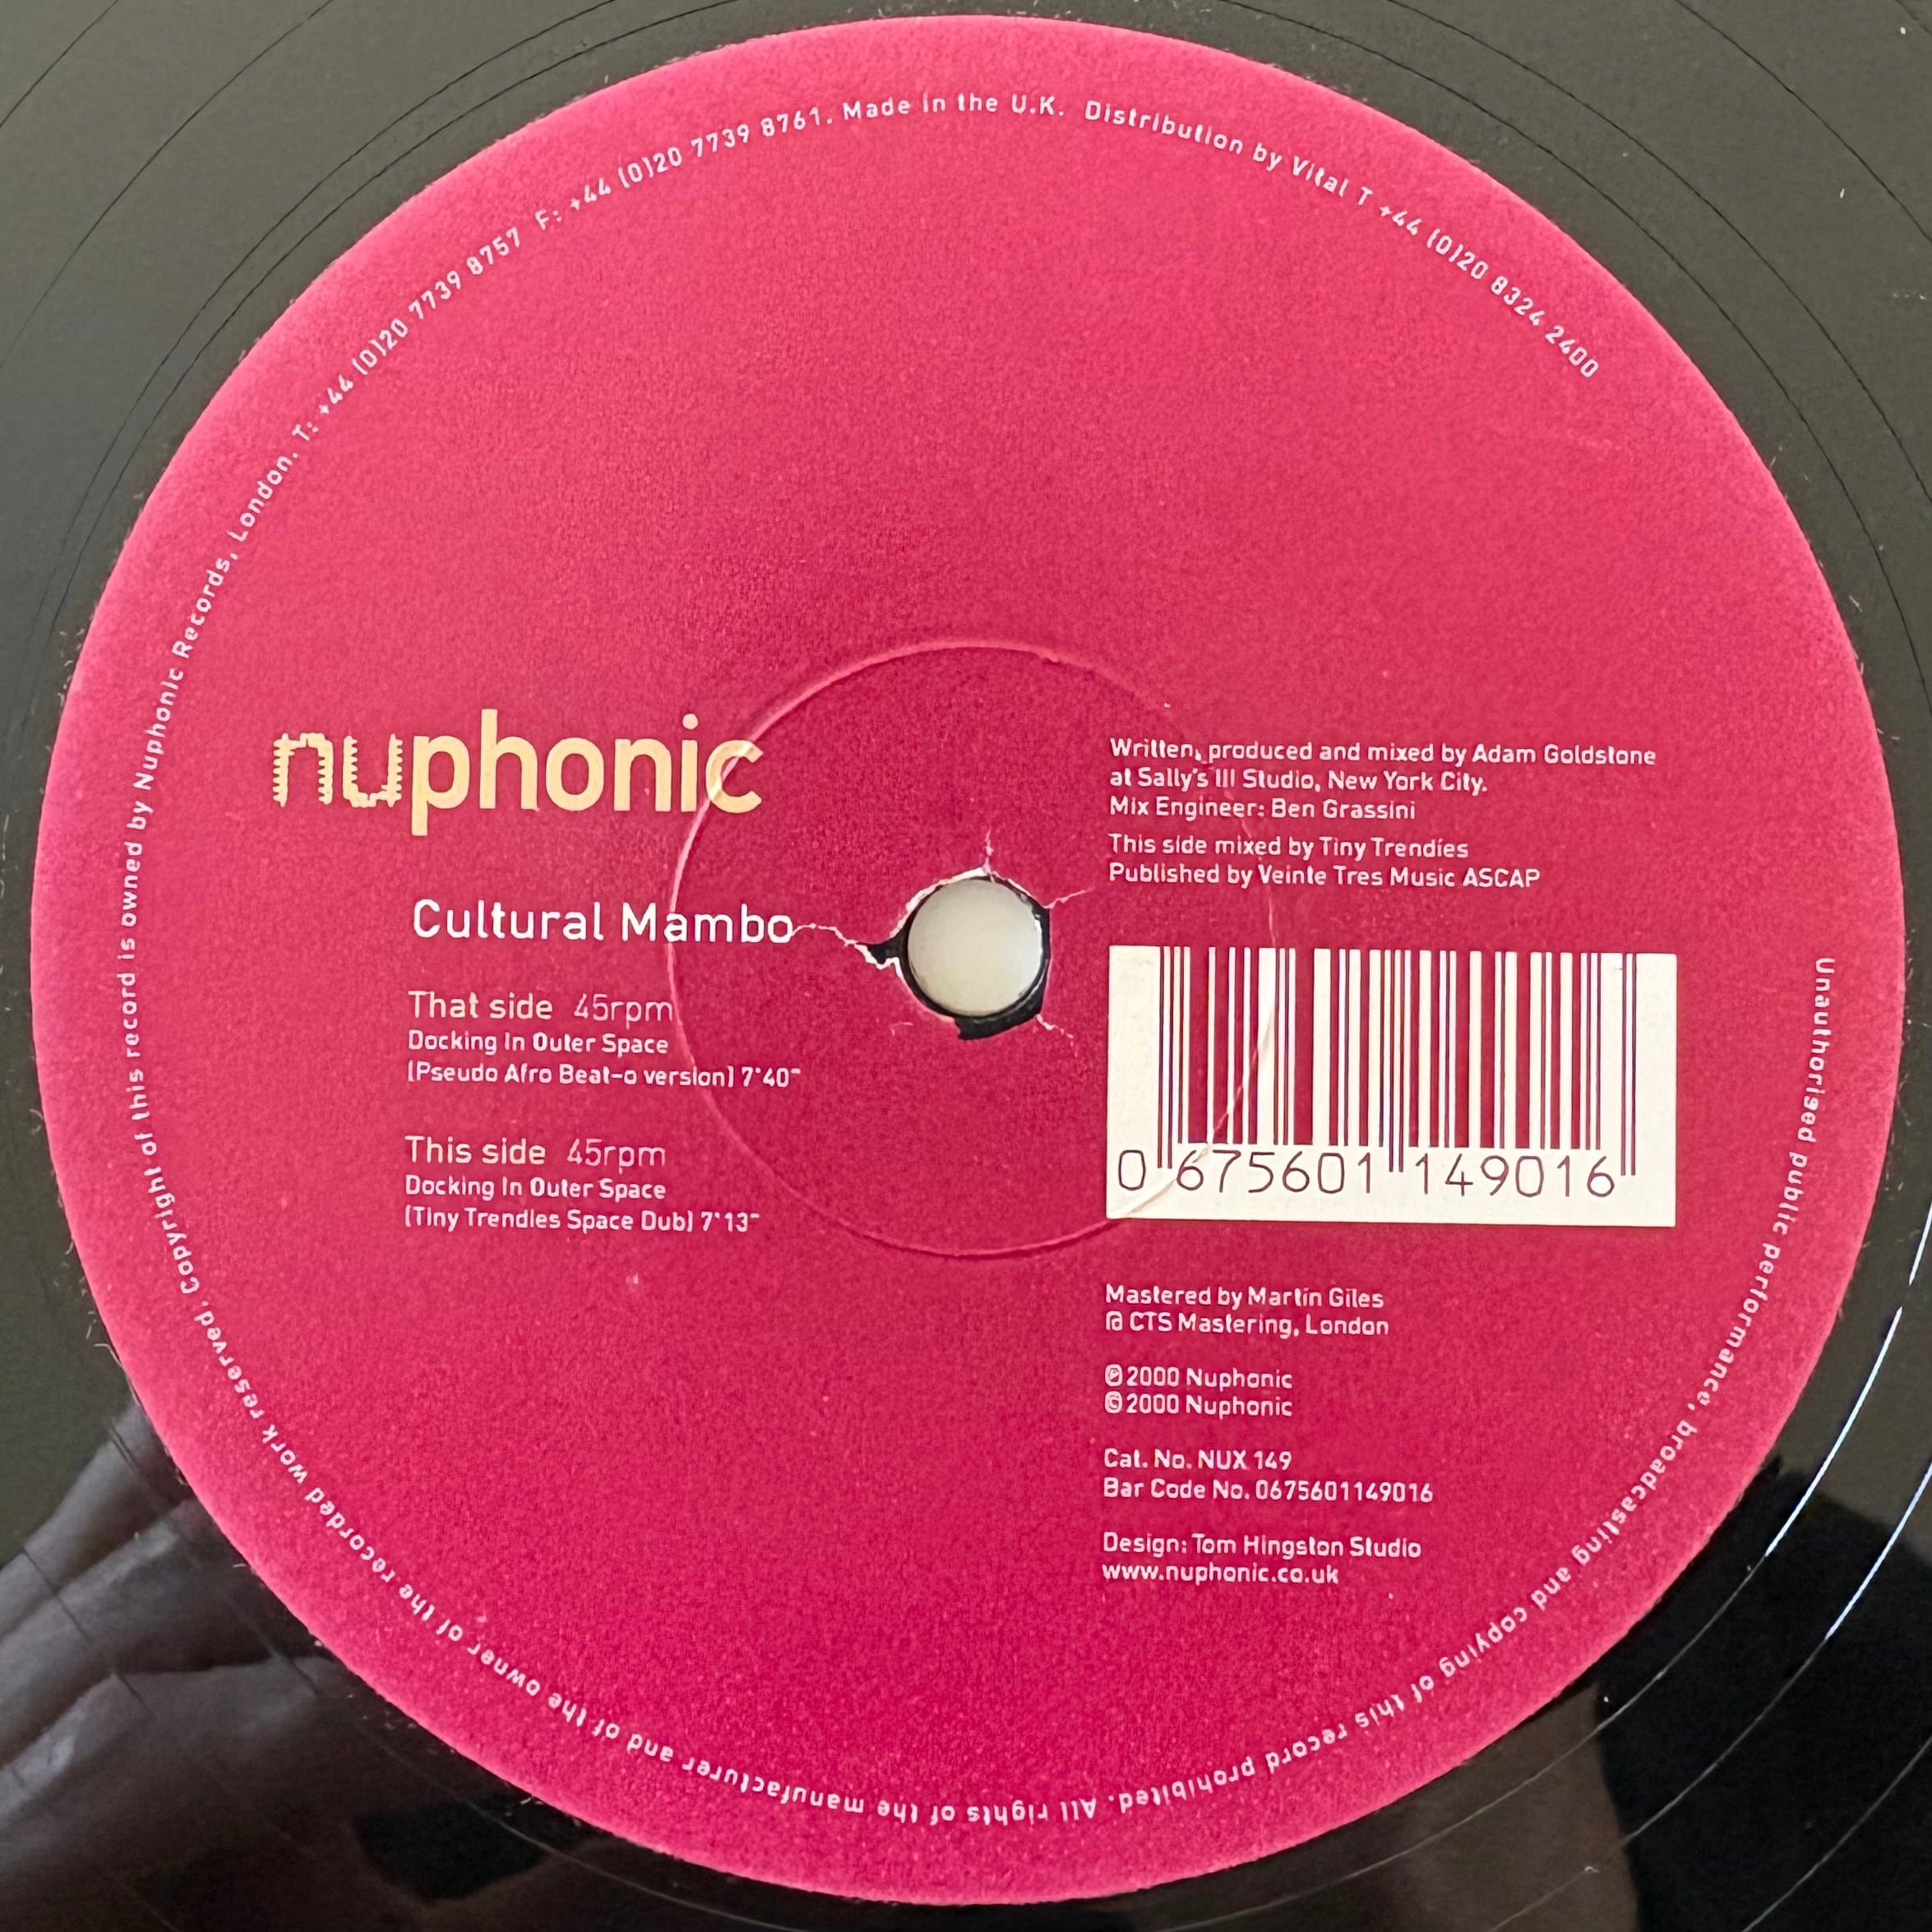 nuphonic
Cultural Mambo
That side 45rpm
Docking In Outer Space
(Pseudo Afro Beat-o version) 7'40"
This side 45rpm
Docking In Outer Space
(Tiny Trendies Space Dub) 7'13"
Written, produced and mixed by Adam Goldstone
at Sally's III Studio, New York City.
Mix Engineer: Ben Grassini
This side mixed by Tiny Trendies
Published by Veinte Tres Music ASCAP
0 675601 149016
Mastered by Martin Giles
@ CTS Mastering, London
℗ 2000 Nuphonic
© 2000 Nuphonic
Cat. No. NUX 149
Bar Code No. 0675601149016
Design: Tom Hingston Studio
www.nuphonic.co.uk
Unauthorised public performance, broadcasting and copying of this record prohibited. All rights of the manufacturer and of the owner of the recorded work reserved. Copyright of this record is owned by Nuphonic Records, London. T: +44 (0)20 7739 8757 F: +44 (0)20 7739 8761. Made in the U.K. Distribution by Vital T +44 (0)20 8324 2400